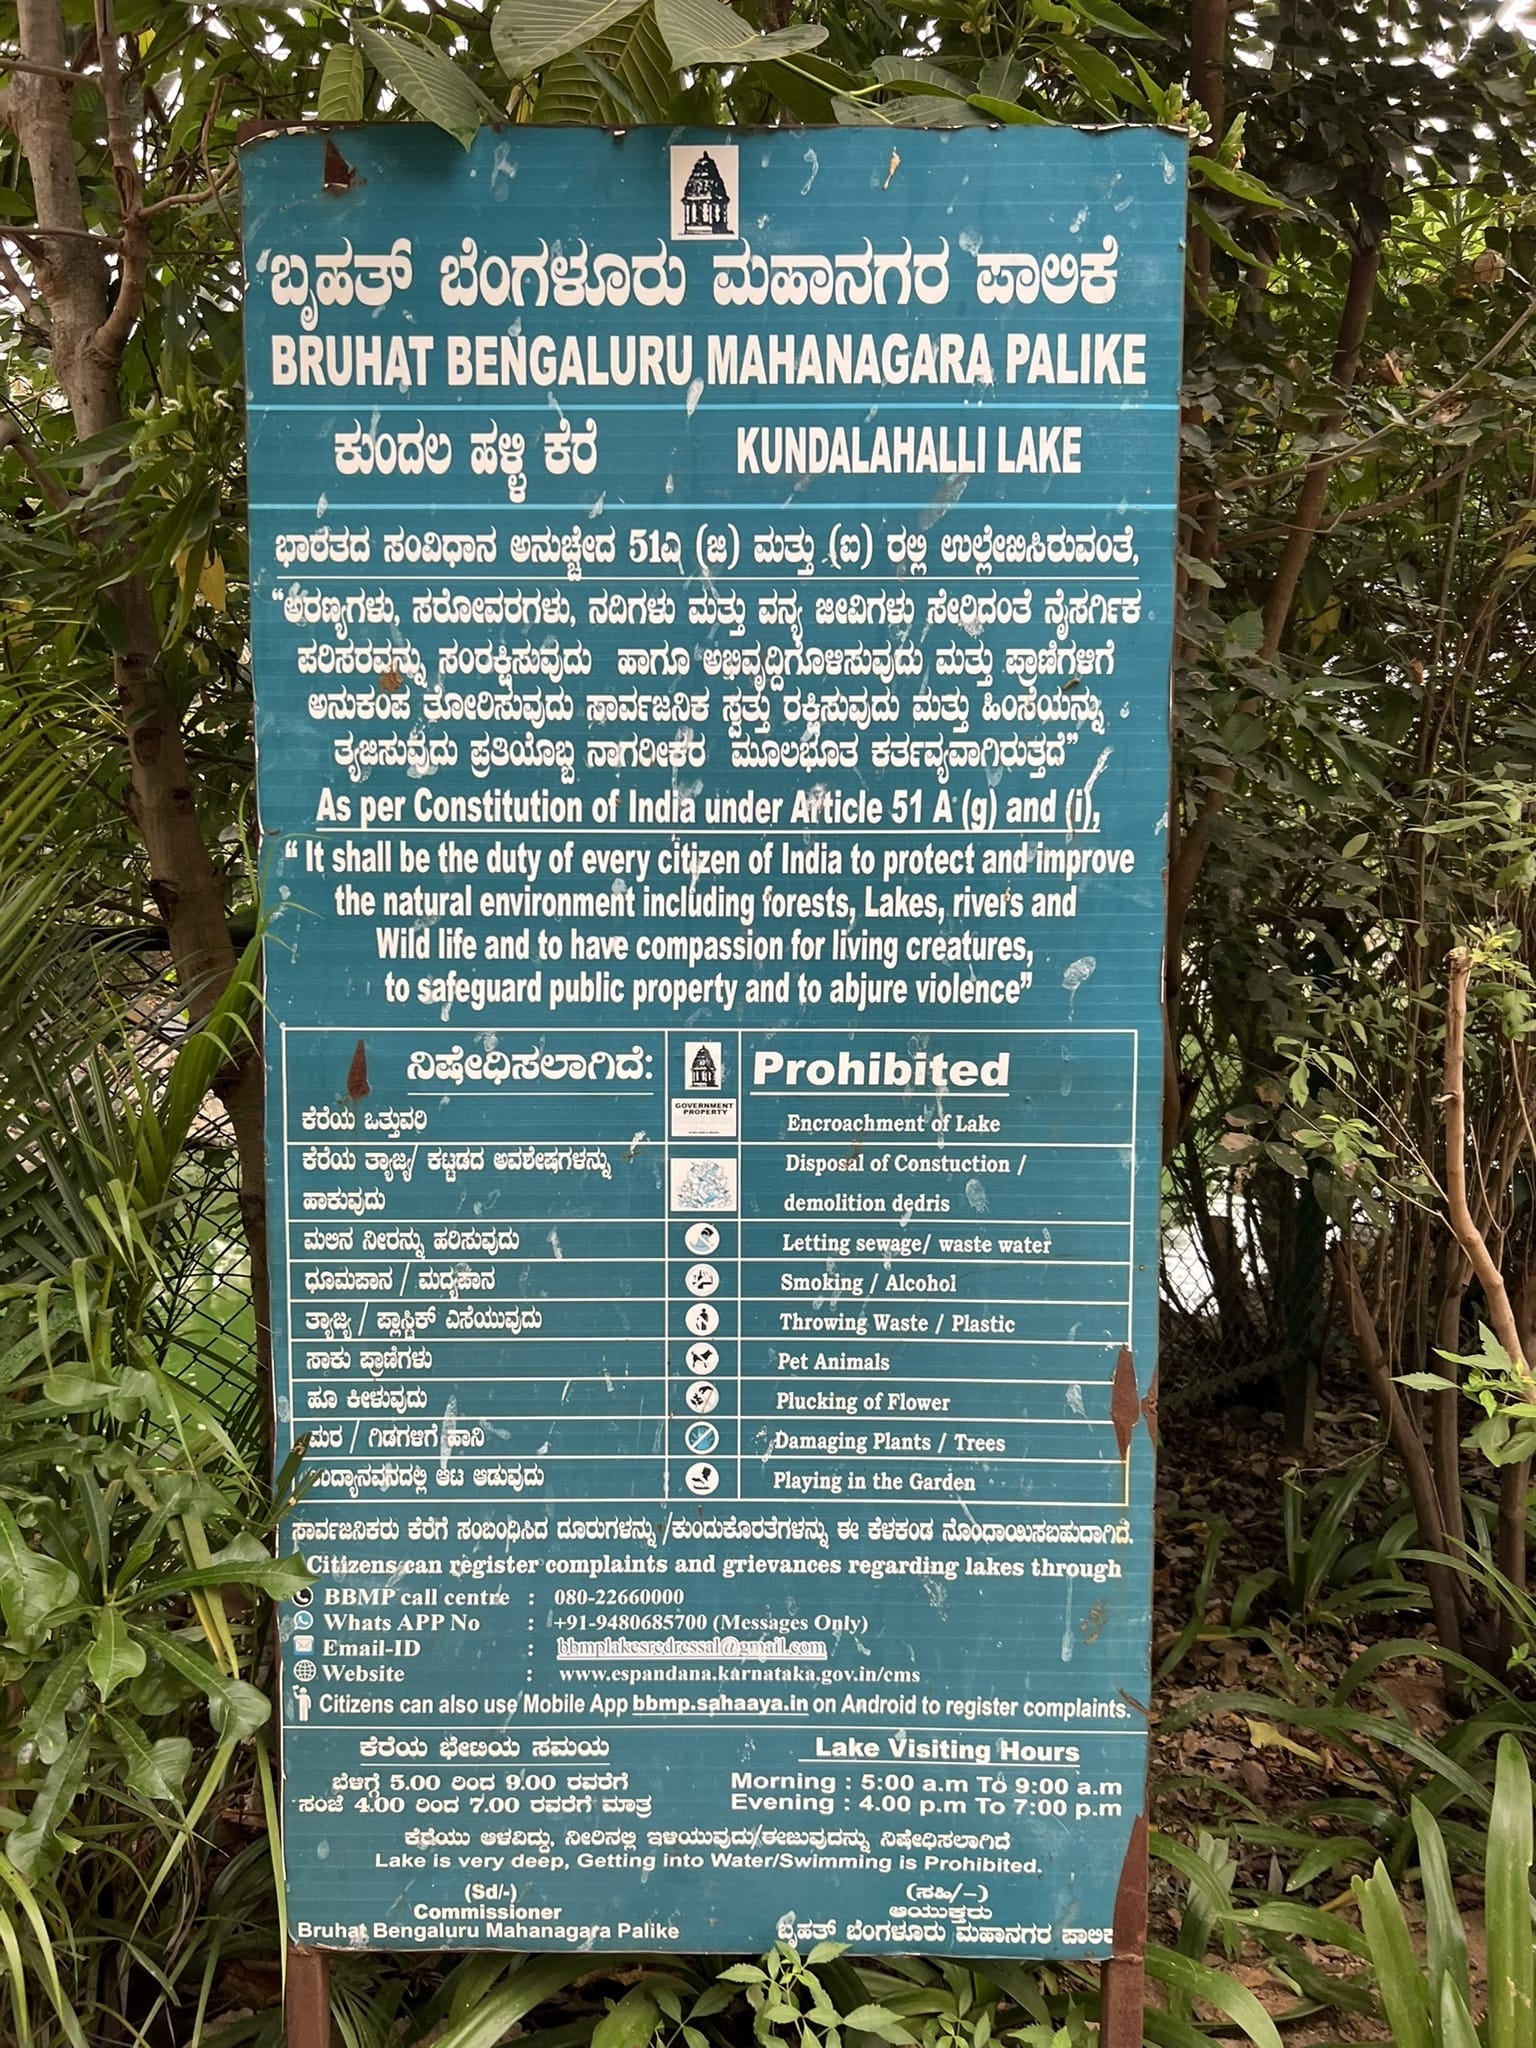 ಬೃಹತ್ ಬೆಂಗಳೂರು ಮಹಾನಗರ ಪಾಲಿಕೆ
BRUHAT BENGALURU MAHANAGARA PALIKE
ಕುಂದಲ ಹಳ್ಳಿ ಕೆರೆ KUNDALAHALLI LAKE
ಭಾರತದ ಸಂವಿಧಾನ ಅನುಚ್ಛೇದ 51ಎ (ಜಿ) ಮತ್ತು (ಐ) ರಲ್ಲಿ ಉಲ್ಲೇಖಿಸಿರುವಂತೆ,
"ಅರಣ್ಯಗಳು, ಸರೋವರಗಳು, ನದಿಗಳು ಮತ್ತು ವನ್ಯ ಜೀವಿಗಳು ಸೇರಿದಂತೆ ನೈಸರ್ಗಿಕ
ಪರಿಸರವನ್ನು ಸಂರಕ್ಷಿಸುವುದು ಹಾಗೂ ಅಭಿವೃದ್ದಿಗೊಳಿಸುವುದು ಮತ್ತು ಪ್ರಾಣಿಗಳಿಗೆ
ಅನುಕಂಪ ತೋರಿಸುವುದು ಸಾರ್ವಜನಿಕ ಸ್ವತ್ತು ರಕ್ಷಿಸುವುದು ಮತ್ತು ಹಿಂಸೆಯನ್ನು
ತ್ಯಜಿಸುವುದು ಪ್ರತಿಯೊಬ್ಬ ನಾಗರೀಕರ ಮೂಲಭೂತ ಕರ್ತವ್ಯವಾಗಿರುತ್ತದೆ"
As per Constitution of India under Article 51 A (g) and (i),
" It shall be the duty of every citizen of India to protect and improve
the natural environment including forests, Lakes, rivers and
Wild life and to have compassion for living creatures,
to safeguard public property and to abjure violence"
ನಿಷೇಧಿಸಲಾಗಿದೆ: Prohibited
GOVERNMENT
PROPERTY
ಕೆರೆಯ ಒತ್ತುವರಿ Encroachment of Lake
ಕೆರೆಯ ತ್ಯಾಜ್ಯ/ ಕಟ್ಟಡದ ಅವಶೇಷಗಳನ್ನು Disposal of Constuction /
ಹಾಕುವುದು demolition dedris
ಮಲಿನ ನೀರನ್ನು ಹರಿಸುವುದು Letting sewage/ waste water
ಧೂಮಪಾನ / ಮದ್ಯಪಾನ Smoking / Alcohol
ತ್ಯಾಜ್ಯ / ಪ್ಲಾಸ್ಟಿಕ್ ಎಸೆಯುವುದು Throwing Waste / Plastic
ಸಾಕು ಪ್ರಾಣಿಗಳು Pet Animals
ಹೂ ಕೀಳುವುದು Plucking of Flower
ಮರ / ಗಿಡಗಳಿಗೆ ಹಾನಿ Damaging Plants / Trees
ಉದ್ಯಾನವನದಲ್ಲಿ ಆಟ ಆಡುವುದು Playing in the Garden
ಸಾರ್ವಜನಿಕರು ಕೆರೆಗೆ ಸಂಬಂಧಿಸಿದ ದೂರುಗಳನ್ನು /ಕುಂದುಕೊರತೆಗಳನ್ನು ಈ ಕೆಳಕಂಡ ನೊಂದಾಯಿಸಬಹುದಾಗಿದೆ.
Citizens can register complaints and grievances regarding lakes through
BBMP call centre : 080-22660000
Whats APP No : +91-9480685700 (Messages Only)
Email-ID : bbmplakesredressal@gmail.com
Website : www.espandana.karnataka.gov.in/cms
Citizens can also use Mobile App bbmp.sahaaya.in on Android to register complaints.
ಕೆರೆಯ ಭೇಟಿಯ ಸಮಯ Lake Visiting Hours
ಬೆಳಿಗ್ಗೆ 5.00 ರಿಂದ 9.00 ರವರೆಗೆ Morning : 5:00 a.m To 9:00 a.m
ಸಂಜೆ 4.00 ರಿಂದ 7.00 ರವರೆಗೆ ಮಾತ್ರ Evening : 4.00 p.m To 7:00 p.m
ಕೆರೆಯು ಆಳವಿದ್ದು, ನೀರಿನಲ್ಲಿ ಇಳಿಯುವುದು/ಈಜುವುದನ್ನು ನಿಷೇಧಿಸಲಾಗಿದೆ
Lake is very deep, Getting into Water/Swimming is Prohibited.
(Sd/-) (ಸಹಿ/-)
Commissioner ಆಯುಕ್ತರು
Bruhat Bengaluru Mahanagara Palike ಬೃಹತ್ ಬೆಂಗಳೂರು ಮಹಾನಗರ ಪಾಲಿಕೆ